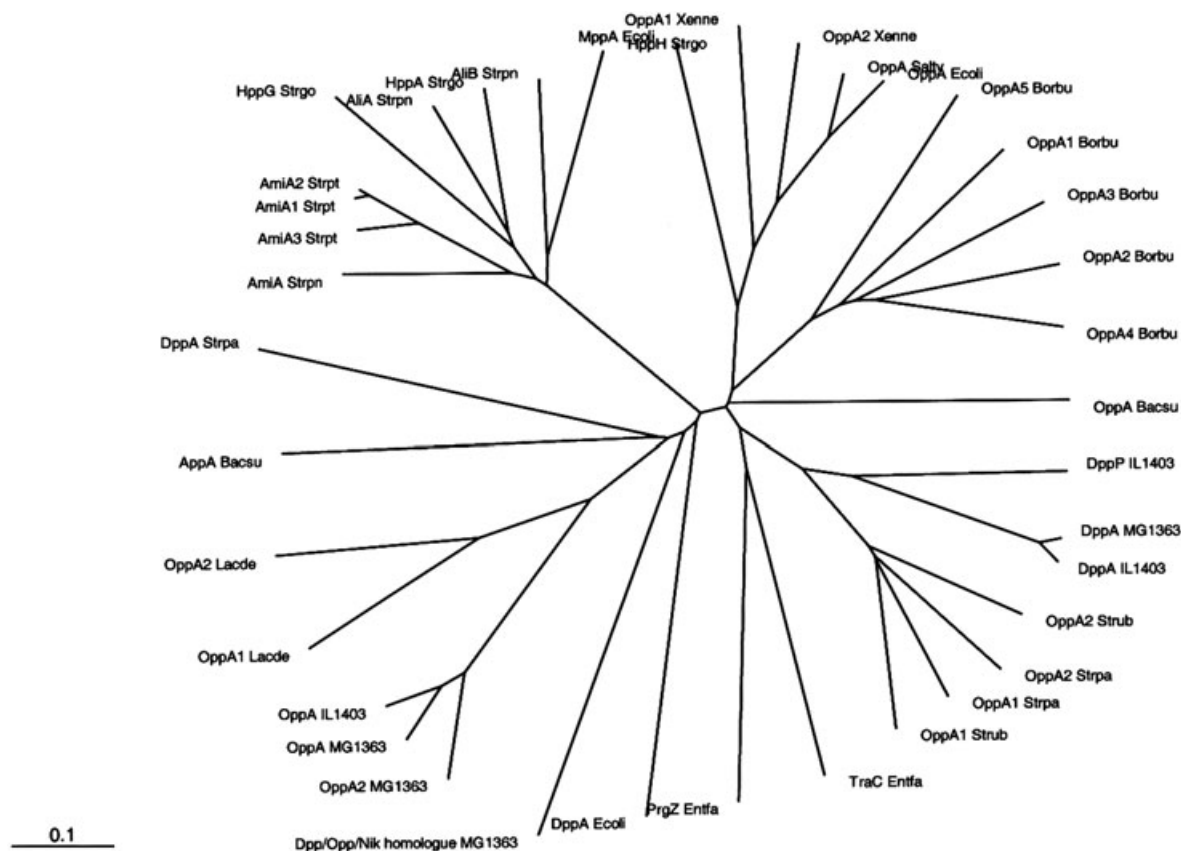 OppA1 Xenne
MppA Ecoli
HppH Strgo
OppA2 Xenne
OppA Salty
OppA Ecoli
AliB Strpn
HppA Strgo
HppG Strgo
AliA Strpn
OppA5 Borbu
OppA1 Borbu
AmiA2 Strpt
AmiA1 Strpt
OppA3 Borbu
AmiA3 Strpt
OppA2 Borbu
AmiA Strpn
OppA4 Borbu
DppA Strpa
OppA Bacsu
AppA Bacsu
DppP IL1403
DppA MG1363
OppA2 Lacde
DppA IL1403
OppA2 Strub
OppA1 Lacde
OppA2 Strpa
OppA1 Strpa
OppA IL1403
OppA1 Strub
OppA MG1363
OppA2 MG1363
TraC Entfa
PrgZ Entfa
DppA Ecoli
Dpp/Opp/Nik homologue MG1363
0.1